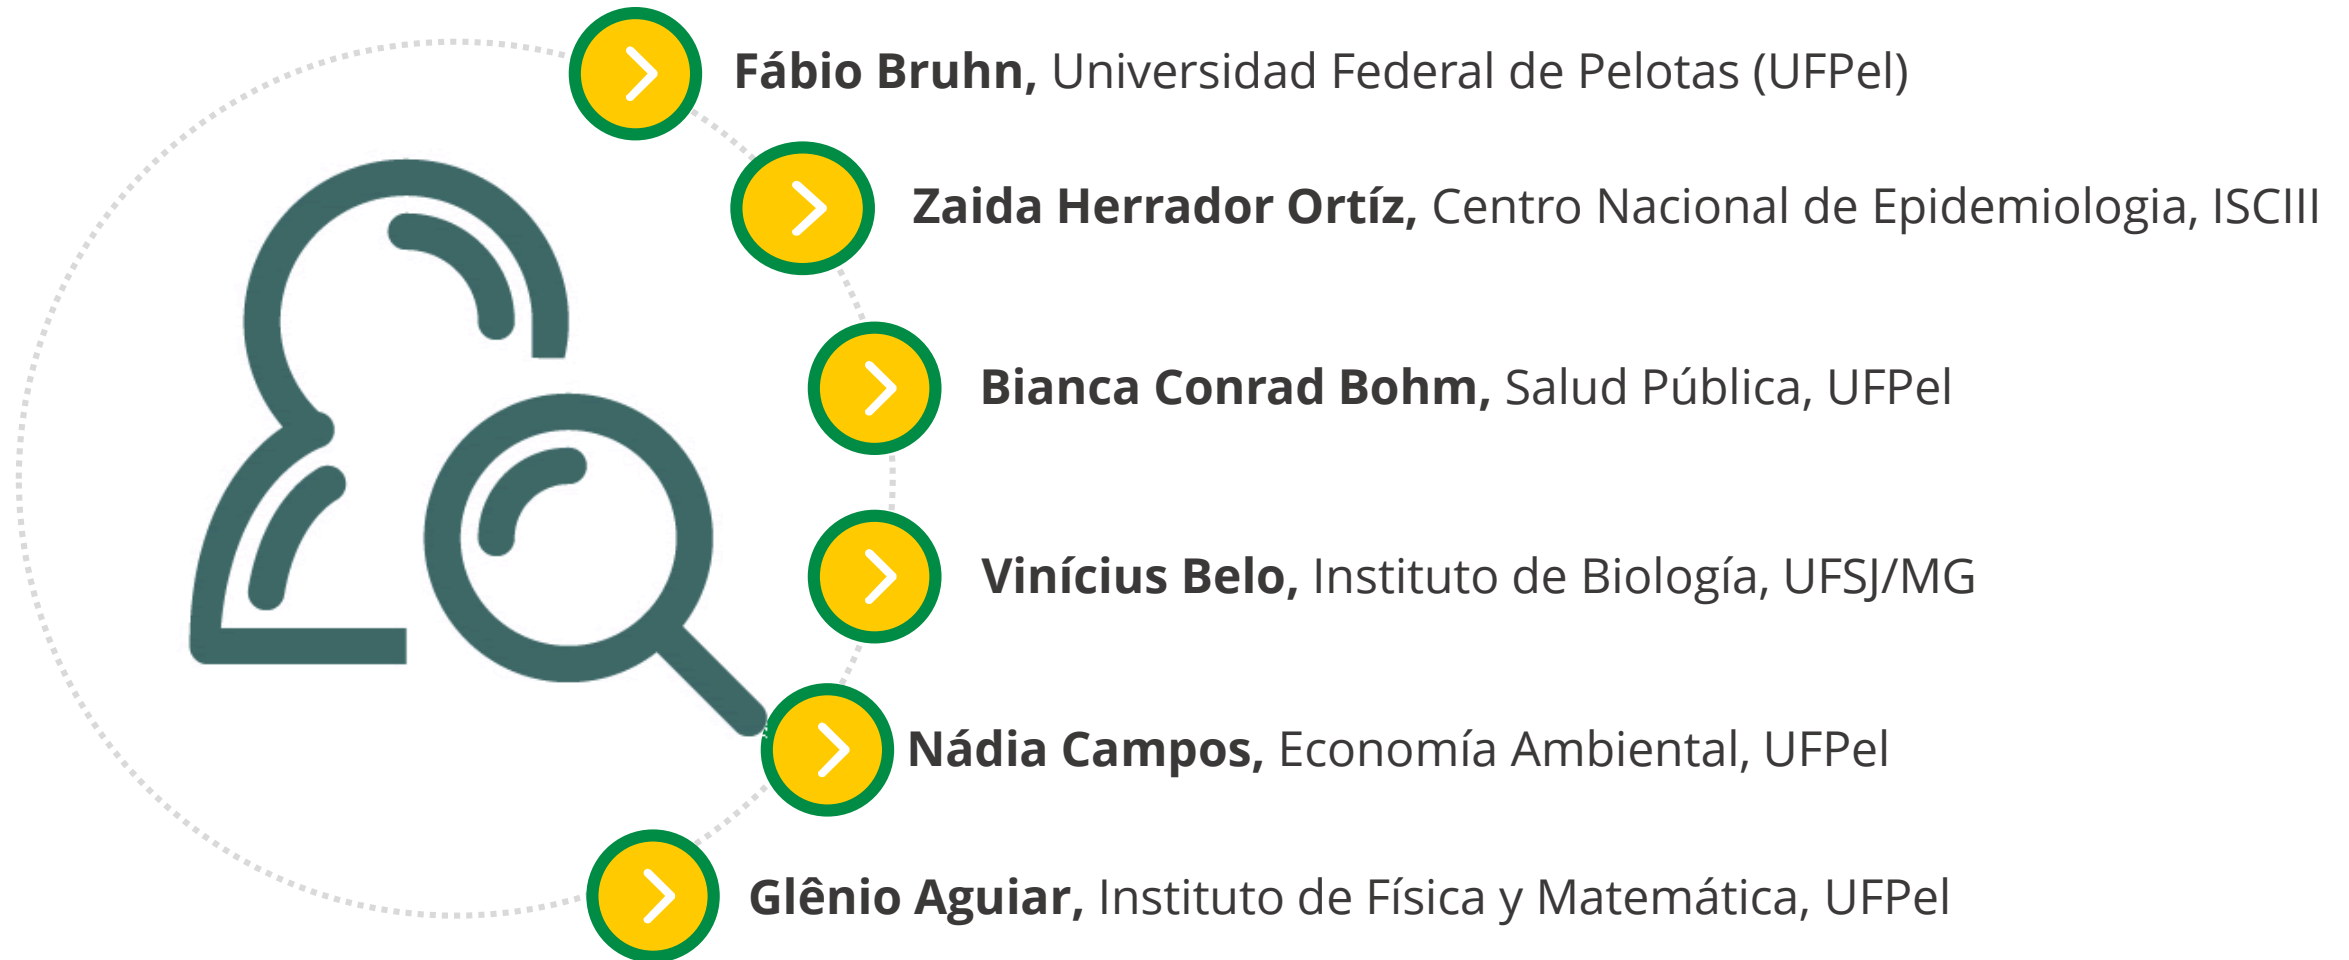 Fábio Bruhn, Universidad Federal de Pelotas (UFPel)
Zaida Herrador Ortíz, Centro Nacional de Epidemiologia, ISCIII
Bianca Conrad Bohm, Salud Pública, UFPel
Vinícius Belo, Instituto de Biología, UFSJ/MG
Nádia Campos, Economía Ambiental, UFPel
Glênio Aguiar, Instituto de Física y Matemática, UFPel